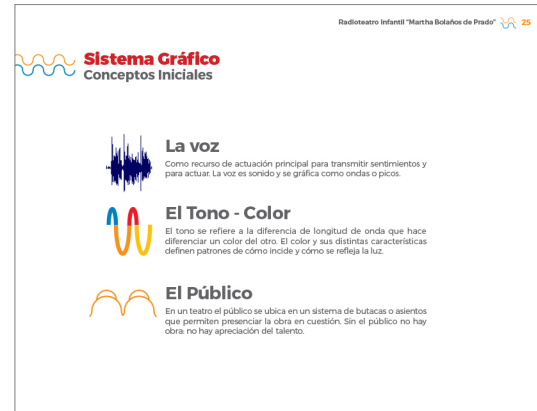 Radioteatro Infantil "Martha Bolaños de Prado" 25
Sistema Gráfico
Conceptos Iniciales
La voz
Como recurso de actuación principal para transmitir sentimientos y
para actuar. La voz es sonido y se gráfica como ondas o picos.
El Tono - Color
El tono se refiere a la diferencia de longitud de onda que hace
diferenciar un color del otro. El color y sus distintas características
definen patrones de cómo incide y cómo se refleja la luz.
El Público
En un teatro el público se ubica en un sistema de butacas o asientos
que permiten presenciar la obra en cuestión. Sin el público no hay
obra: no hay apreciación del talento.